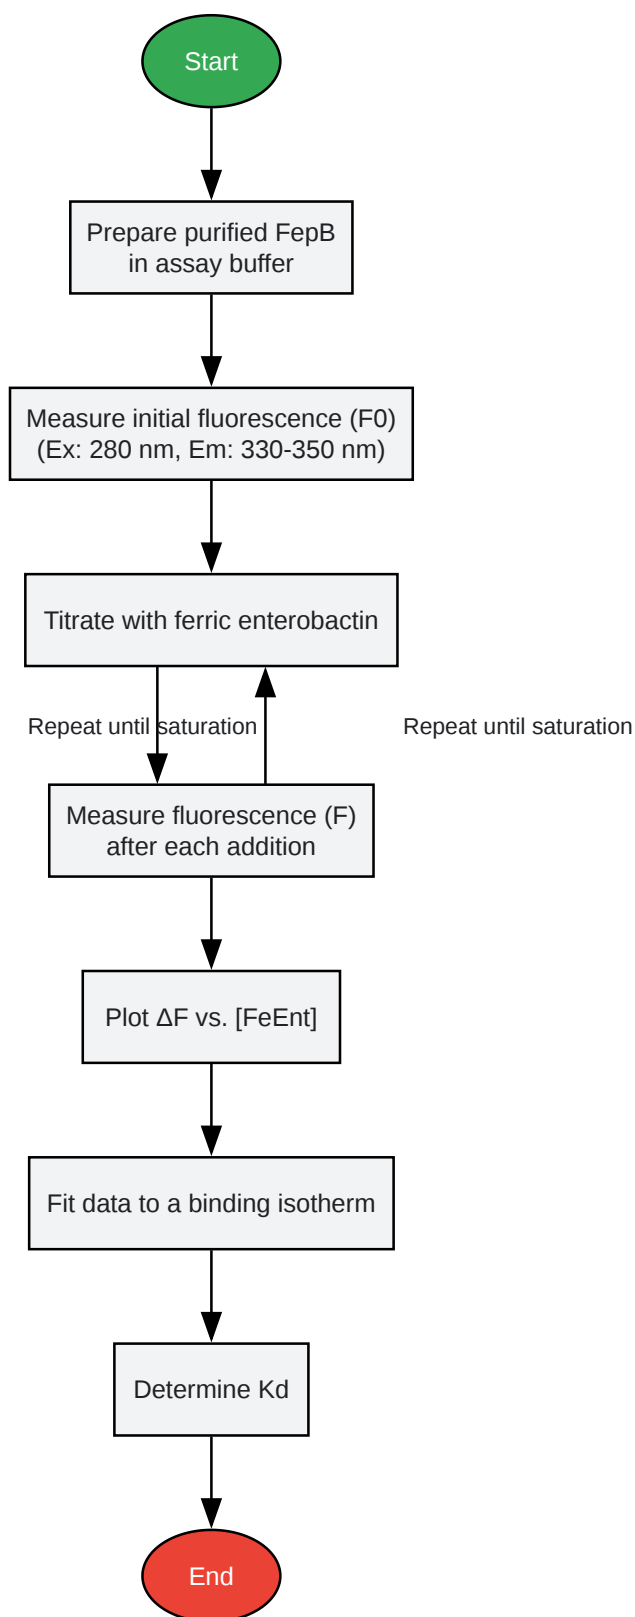 Start
Prepare purified FepB
in assay buffer
Measure initial fluorescence (F0)
(Ex: 280 nm, Em: 330-350 nm)
Titrate with ferric enterobactin
Repeat until saturation
Repeat until saturation
Measure fluorescence (F)
after each addition
Plot ΔF vs. [FeEnt]
Fit data to a binding isotherm
Determine Kd
End